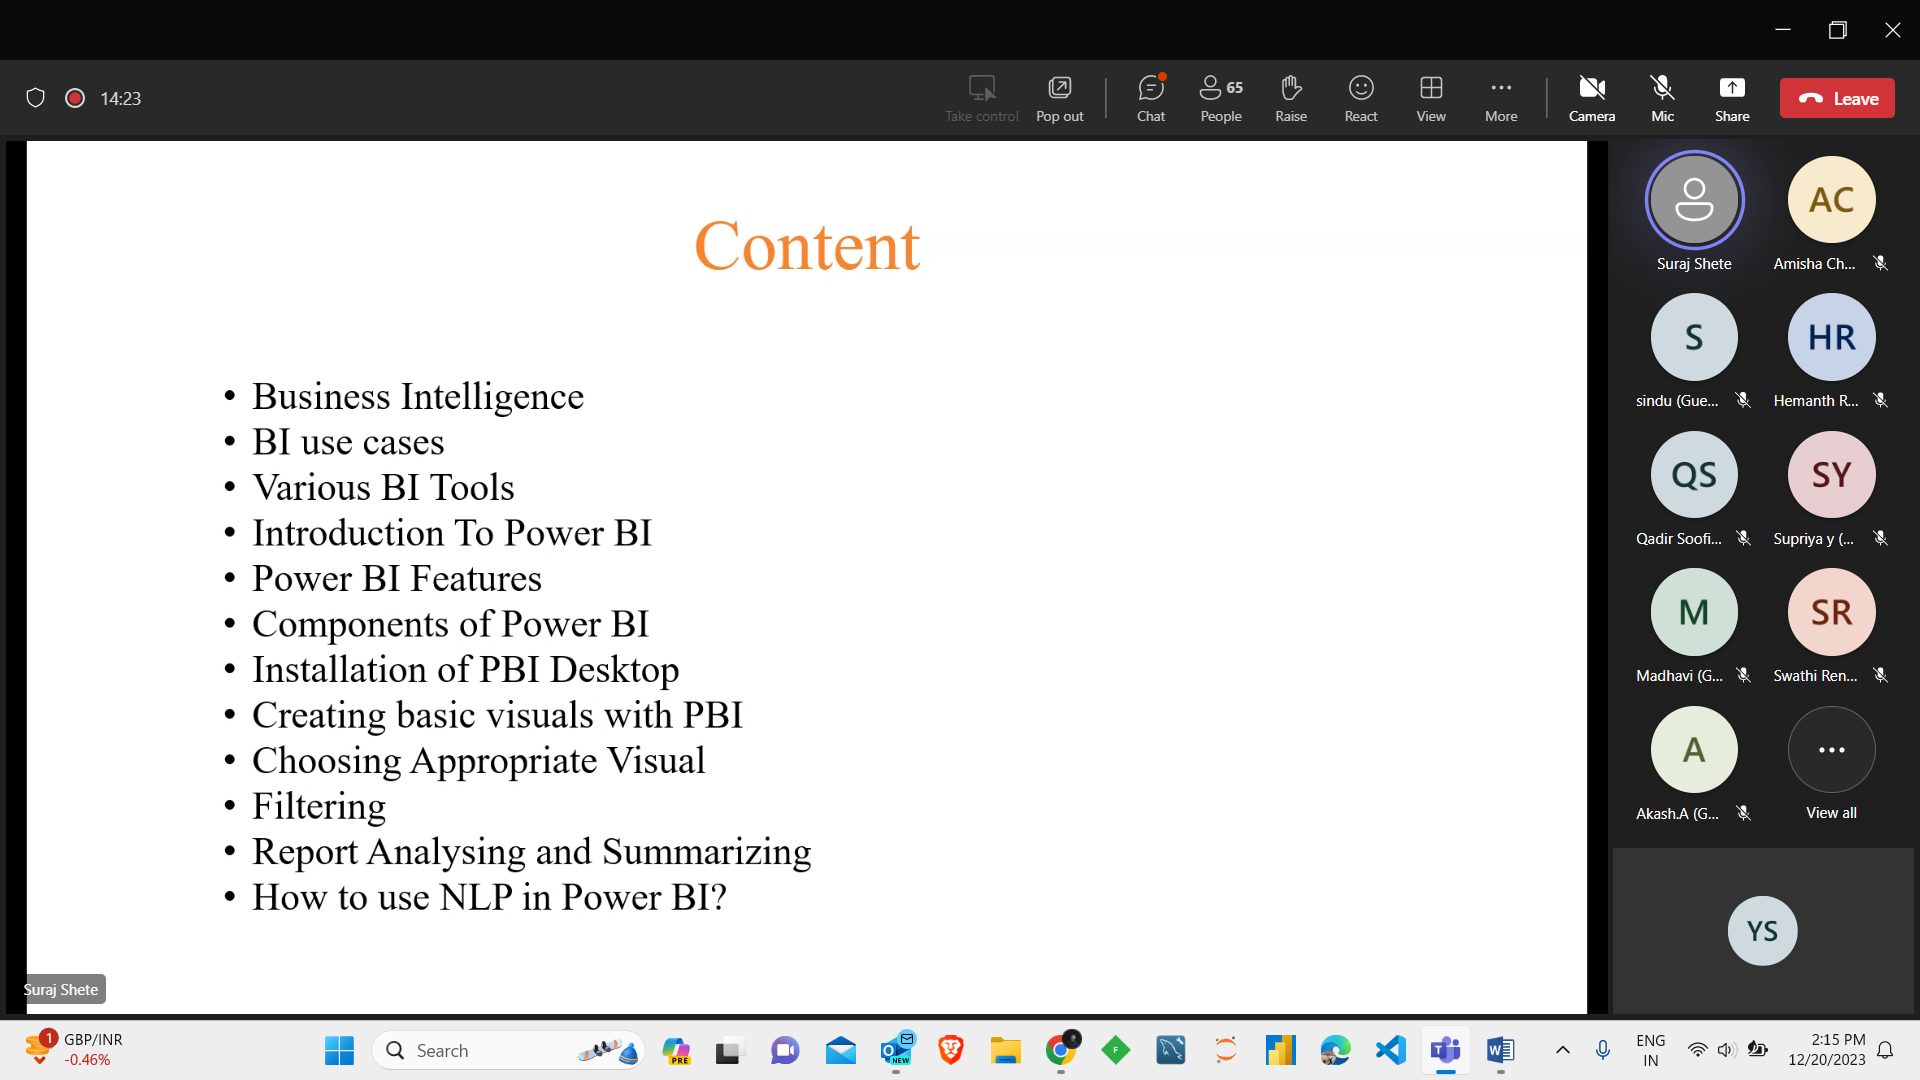 14:23
Take control
Pop out
Chat
65
People
Raise
React
View
More
Camera
Mic
Share
Leave
Content
• Business Intelligence
• BI use cases
• Various BI Tools
• Introduction To Power BI
• Power BI Features
• Components of Power BI
• Installation of PBI Desktop
• Creating basic visuals with PBI
• Choosing Appropriate Visual
• Filtering
• Report Analysing and Summarizing
• How to use NLP in Power BI?
Suraj Shete
Suraj Shete
AC
Amisha Ch...
S
sindu (Gue...
HR
Hemanth R...
QS
Qadir Soofi...
SY
Supriya y (...
M
Madhavi (G...
SR
Swathi Ren...
A
Akash.A (G...
View all
YS
1
GBP/INR
-0.46%
Search
PRE
NEW
ENG
IN
2:15 PM
12/20/2023